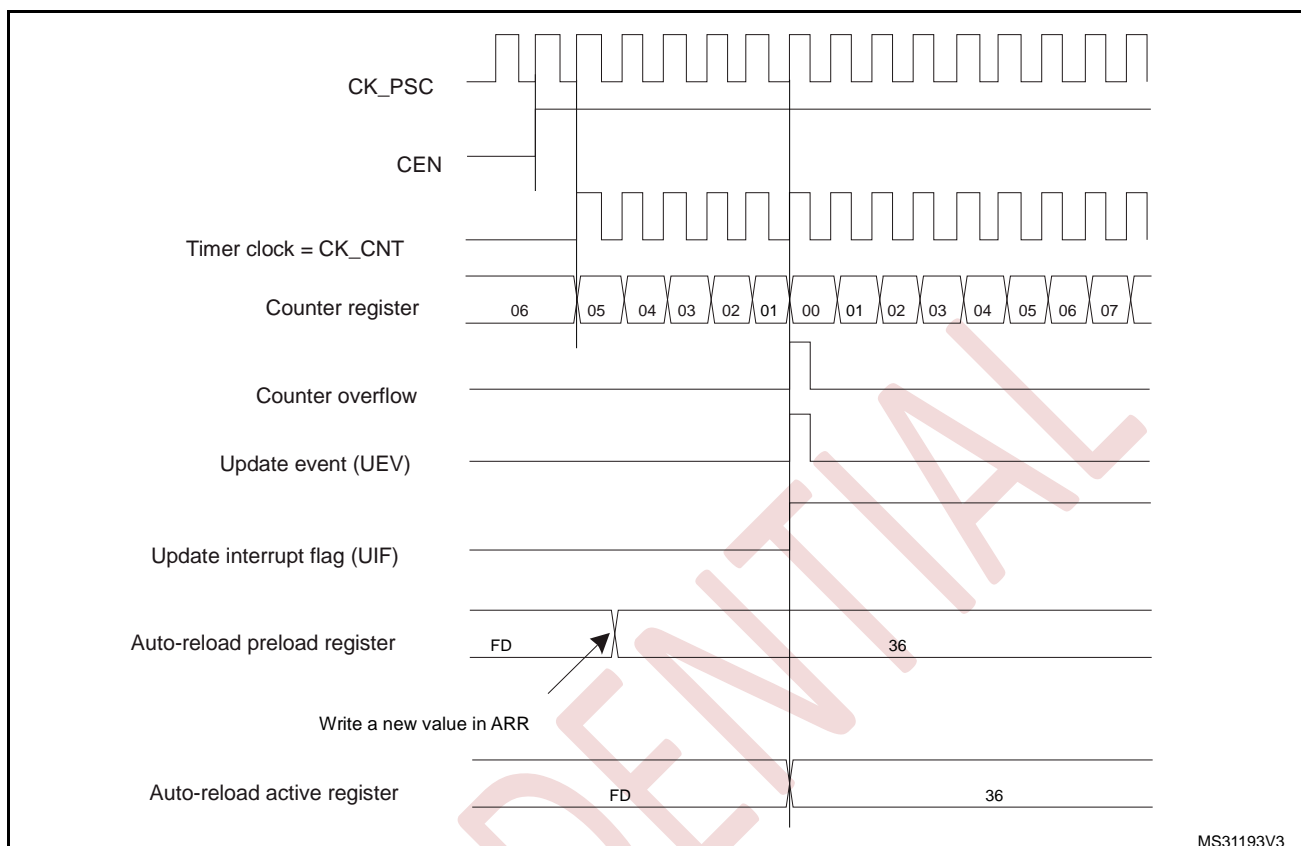 CK_PSC
CEN
Timer clock = CK_CNT
Counter register 06 05 04 03 02 01 00 01 02 03 04 05 06 07
Counter overflow
Update event (UEV)
Update interrupt flag (UIF)
Auto-reload preload register FD 36
Write a new value in ARR
Auto-reload active register FD 36
MS31193V3
DENTIAL